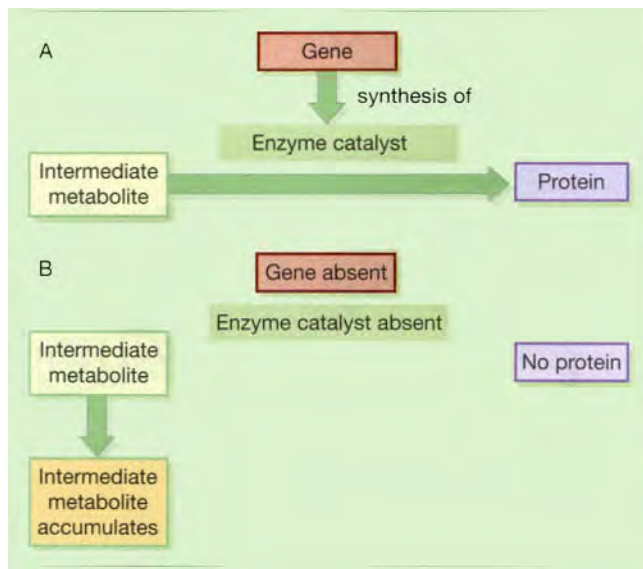 A
Gene
synthesis of
Enzyme catalyst
Intermediate
metabolite
Protein
B
Gene absent
Enzyme catalyst absent
Intermediate
metabolite
No protein
Intermediate
metabolite
accumulates